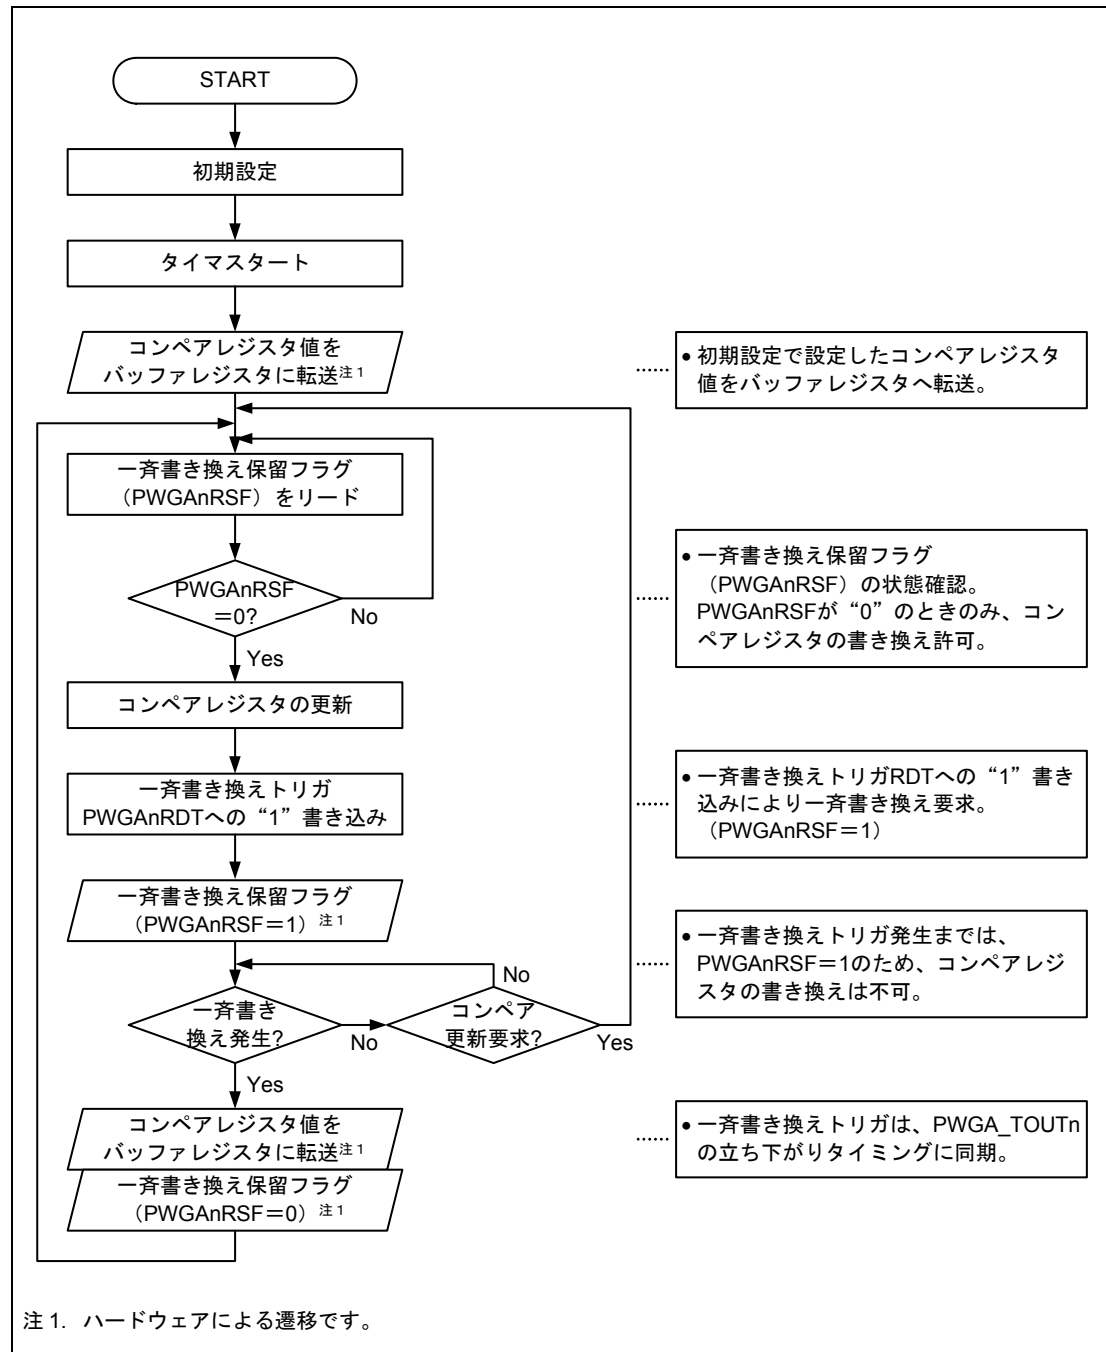 START
初期設定
タイマスタート
コンペアレジスタ値を
バッファレジスタに転送注1
……
• 初期設定で設定したコンペアレジスタ
値をバッファレジスタへ転送。
一斉書き換え保留フラグ
（PWGAnRSF）をリード
PWGAnRSF
＝0?
No
Yes
……
• 一斉書き換え保留フラグ
（PWGAnRSF）の状態確認。
PWGAnRSFが“0”のときのみ、コン
ペアレジスタの書き換え許可。
コンペアレジスタの更新
一斉書き換えトリガ
PWGAnRDTへの“1”書き込み
……
• 一斉書き換えトリガRDTへの“1”書き
込みにより一斉書き換え要求。
（PWGAnRSF＝1）
一斉書き換え保留フラグ
（PWGAnRSF＝1）注1
……
• 一斉書き換えトリガ発生までは、
PWGAnRSF＝1のため、コンペアレジ
スタの書き換えは不可。
一斉書き
換え発生?
No
Yes
コンペア
更新要求?
No
Yes
コンペアレジスタ値を
バッファレジスタに転送注1
……
• 一斉書き換えトリガは、PWGA_TOUTn
の立ち下がりタイミングに同期。
一斉書き換え保留フラグ
（PWGAnRSF＝0）注1
注 1. ハードウェアによる遷移です。